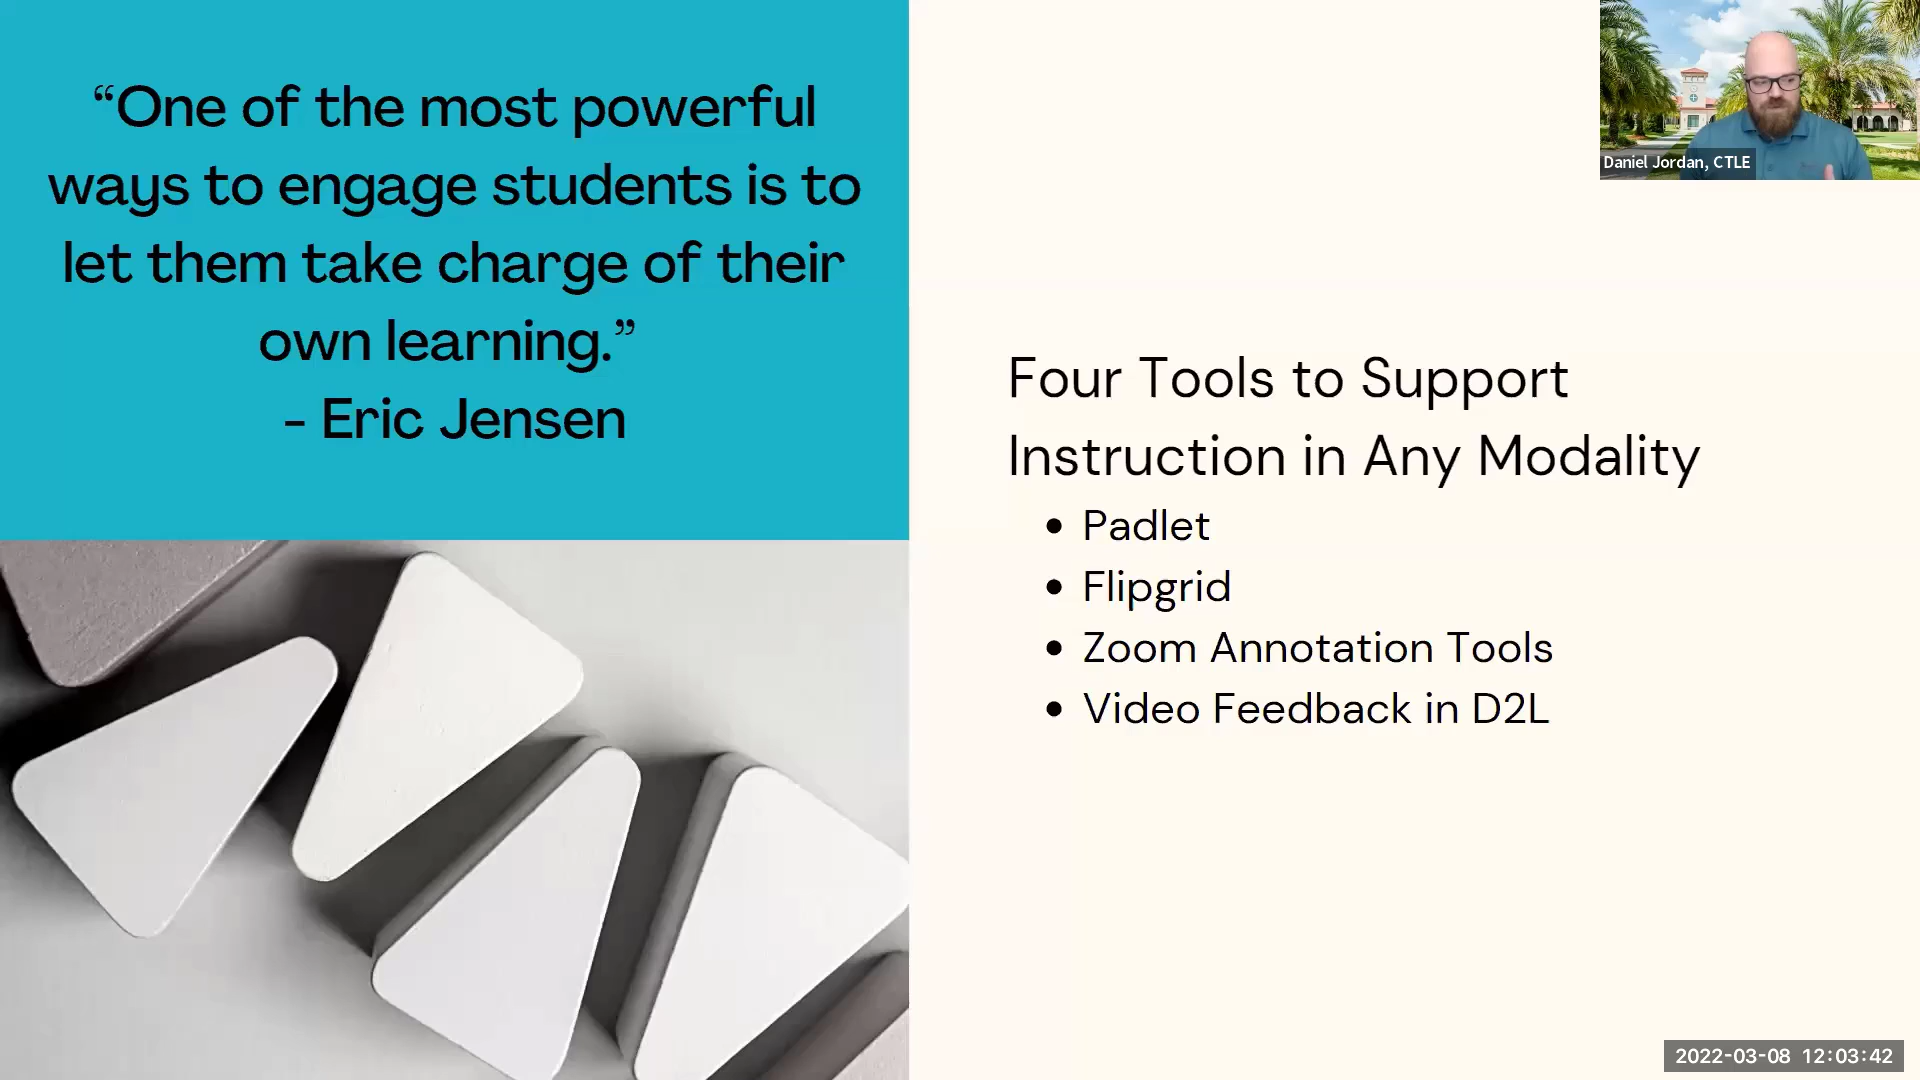 “One of the most powerful
ways to engage students is to
let them take charge of their
own learning.”
- Eric Jensen
Daniel Jordan, CTLE
Four Tools to Support
Instruction in Any Modality
• Padlet
• Flipgrid
• Zoom Annotation Tools
• Video Feedback in D2L
2022-03-08 12:03:42